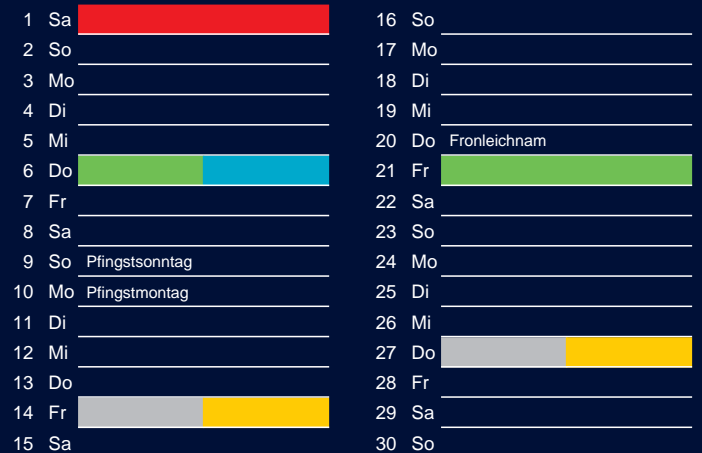 1 Sa
2 So
3 Mo
4 Di
5 Mi
6 Do
7 Fr
8 Sa
9 So Pfingstsonntag
10 Mo Pfingstmontag
11 Di
12 Mi
13 Do
14 Fr
15 Sa
16 So
17 Mo
18 Di
19 Mi
20 Do Fronleichnam
21 Fr
22 Sa
23 So
24 Mo
25 Di
26 Mi
27 Do
28 Fr
29 Sa
30 So